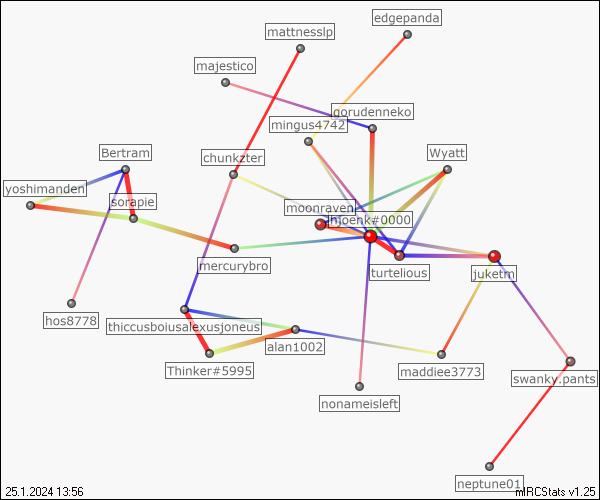 edgepanda
mattnesslp
majestico
gorudenneko
mingus4742
Bertram
chunkzter
Wyatt
yoshimanden
sorapie
moonraven
moenk#0000
mercurybro
turtelious
juketm
hos8778
thiccusboiusalexusjoneus
alan1002
Thinker#5995
maddiee3773
swanky.pants
nonameisleft
neptune01
25.1.2024 13:56
mIRCStats v1.25